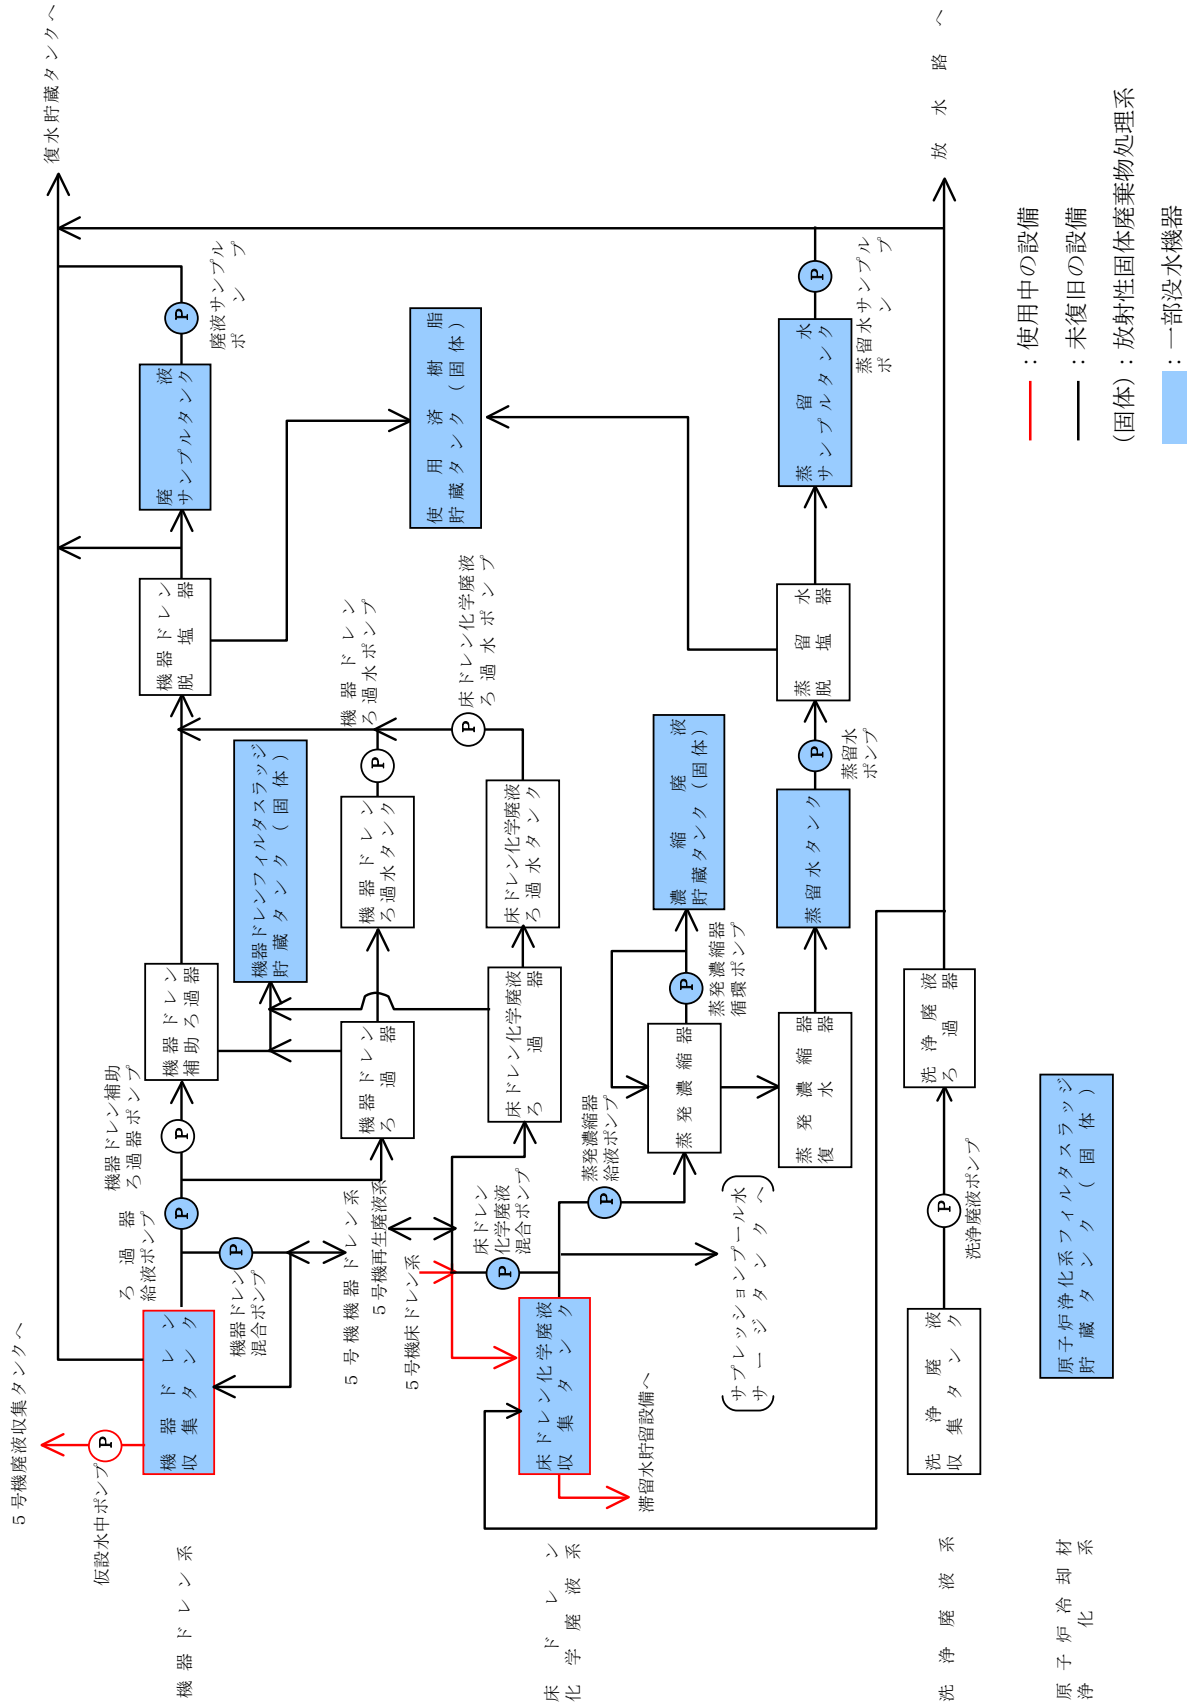 復水貯蔵タンクへ
5号機廃液収集タンクへ
仮設水中ポンプ
P
機器ドレン系
機器ドレン
収集タンク
ろ過器
給液ポンプ
P
機器ドレン
混合ポンプ
P
機器ドレン補助
ろ過器ポンプ
P
機器ドレン
補助ろ過器
機器ドレンフィルタスラッジ
貯蔵タンク(固体)
機器ドレン
脱塩器
廃液
サンプルタンク
廃液サンプル
ポンプ
P
5号機機器ドレン系
5号機再生廃液系
5号機床ドレン系
機器ドレン
ろ過器
機器ドレン
ろ過水タンク
機器ドレン
ろ過水ポンプ
P
使用済樹脂
貯蔵タンク(固体)
床ドレン
化学廃液系
床ドレン化学廃液
収集タンク
滞留水貯留設備へ
床ドレン
化学廃液
混合ポンプ
P
床ドレン化学廃液
ろ過器
床ドレン化学廃液
ろ過水タンク
床ドレン化学廃液
ろ過水ポンプ
P
サプレッションプール水
サージタンクへ
蒸発濃縮器
給液ポンプ
P
蒸発濃縮器
蒸発濃縮器
循環ポンプ
P
濃縮廃液
貯蔵タンク(固体)
蒸発濃縮器
復水器
蒸留水タンク
蒸留水
ポンプ
P
蒸留水
脱塩器
蒸留水
サンプルタンク
蒸留水サンプル
ポンプ
P
放水路へ
洗浄廃液系
洗浄廃液
収集タンク
洗浄廃液ポンプ
P
洗浄廃液
ろ過器
原子炉冷却材
浄化系
原子炉浄化系フィルタスラッジ
貯蔵タンク(固体)
：使用中の設備
：未復旧の設備
(固体)：放射性固体廃棄物処理系
：一部没水機器